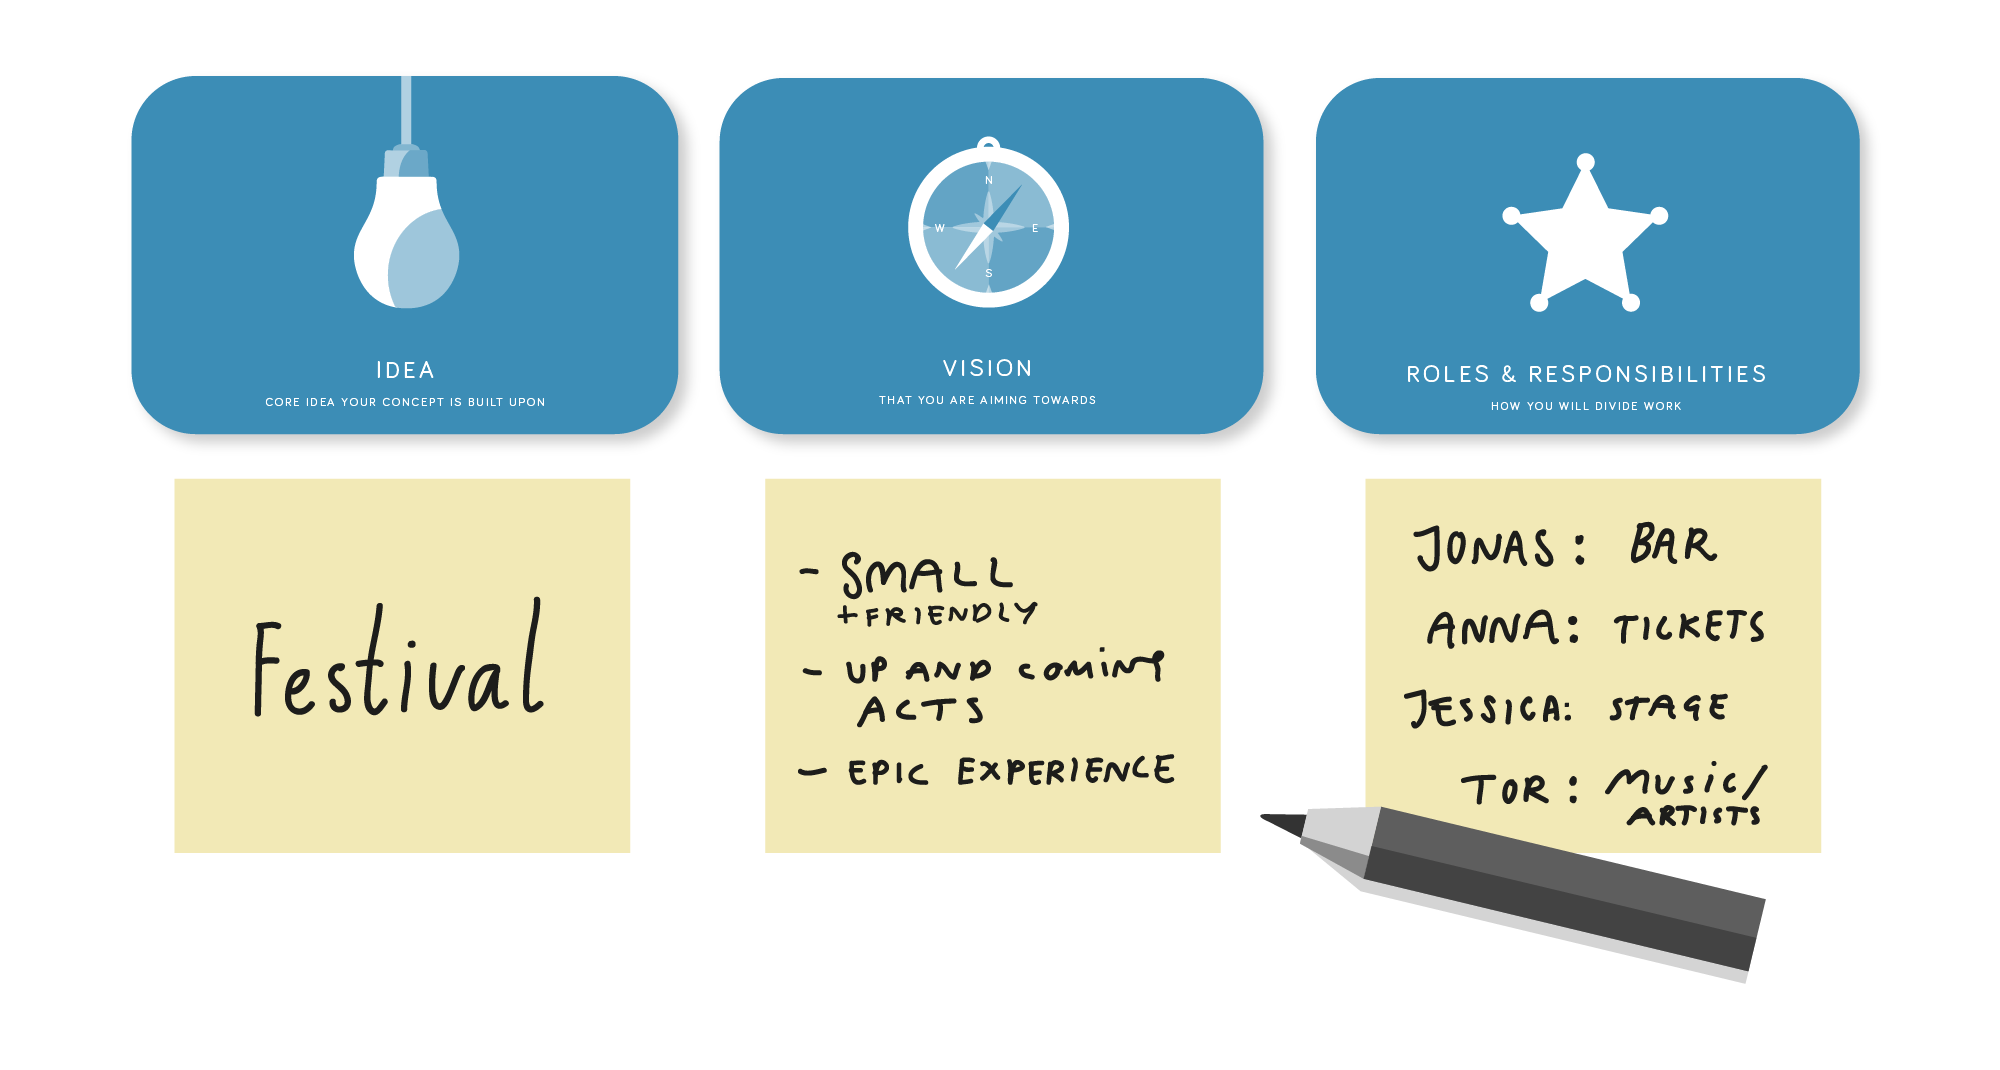 IDEA
CORE IDEA YOUR CONCEPT IS BUILT UPON
Festival
N
W E
S
VISION
THAT YOU ARE AIMING TOWARDS
- SMALL
+ FRIENDLY
- UP AND COMING
ACTS
- EPIC EXPERIENCE
ROLES & RESPONSIBILITIES
HOW YOU WILL DIVIDE WORK
JONAS: BAR
ANNA: TICKETS
JESSICA: STAGE
TOR: MUSIC/
ARTISTS